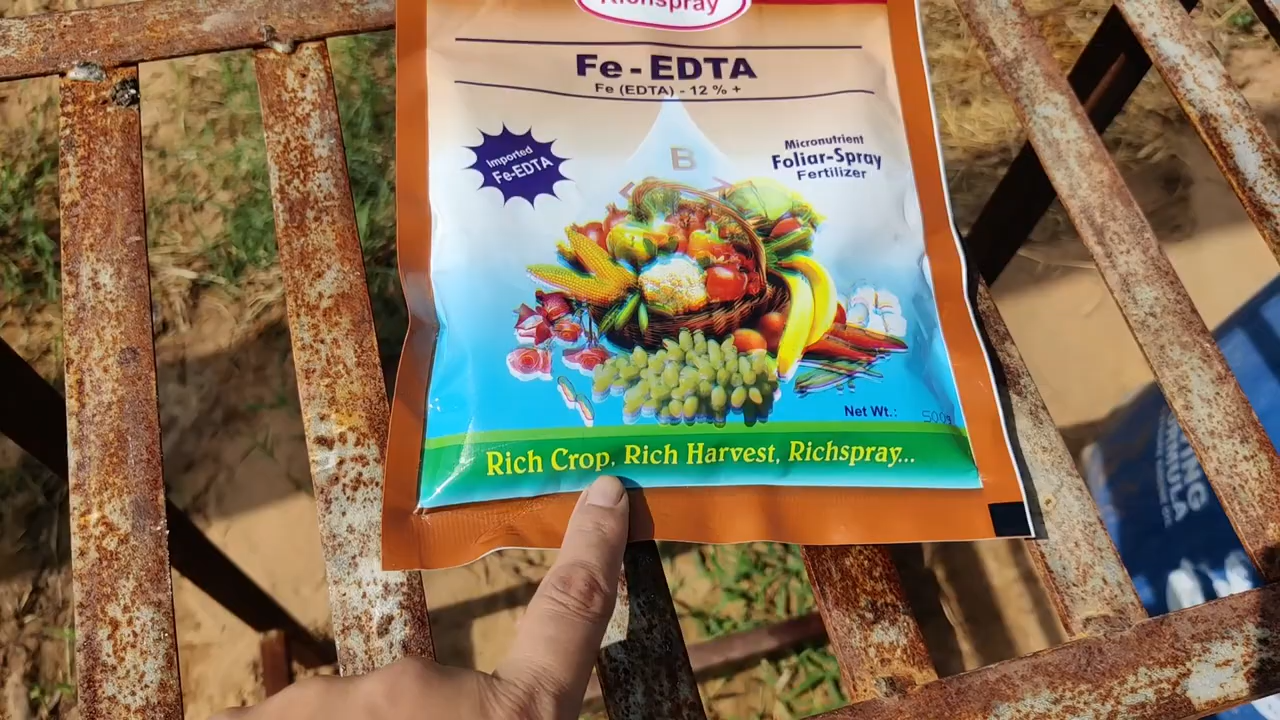 Richspray
Fe - EDTA
Fe (EDTA) - 12 % +
Imported
Fe-EDTA
B
Micronutrient
Foliar-Spray
Fertilizer
Net Wt.: 500g
Rich Crop, Rich Harvest, Richspray...